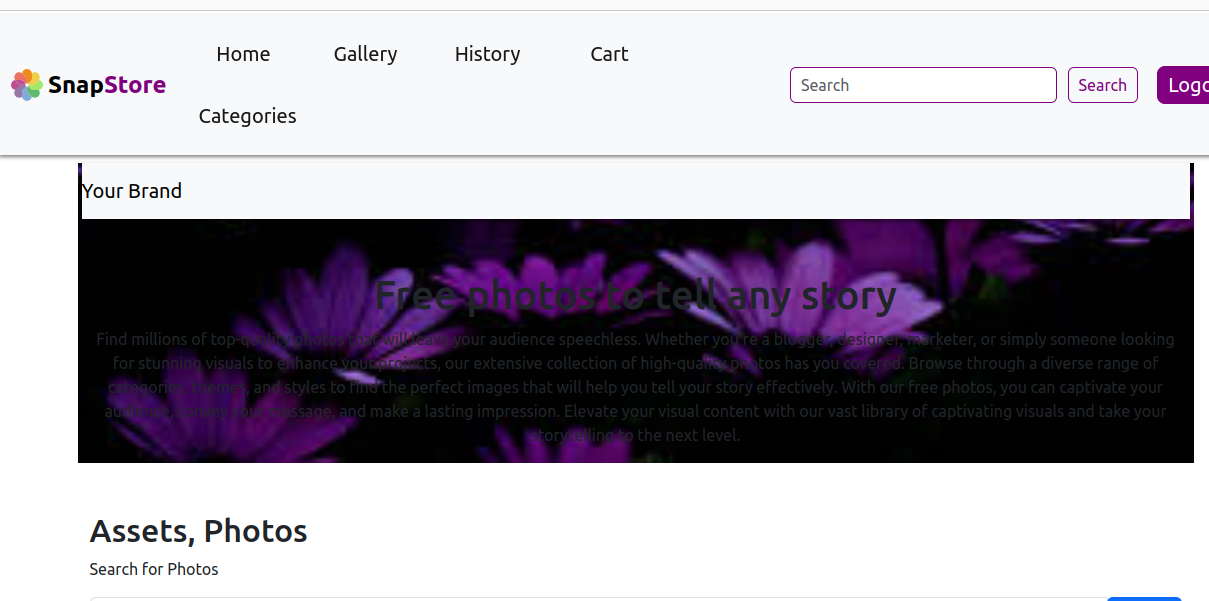 Home Gallery History Cart
SnapStore
Search Search Logo
Categories
Your Brand
Free photos to tell any story
Find millions of top-quality photos that will leave your audience speechless. Whether you're a blogger, designer, marketer, or simply someone looking
for stunning visuals to enhance your projects, our extensive collection of high-quality photos has you covered. Browse through a diverse range of
categories, themes, and styles to find the perfect images that will help you tell your story effectively. With our free photos, you can captivate your
audience, convey your message, and make a lasting impression. Elevate your visual content with our vast library of captivating visuals and take your
storytelling to the next level.
Assets, Photos
Search for Photos